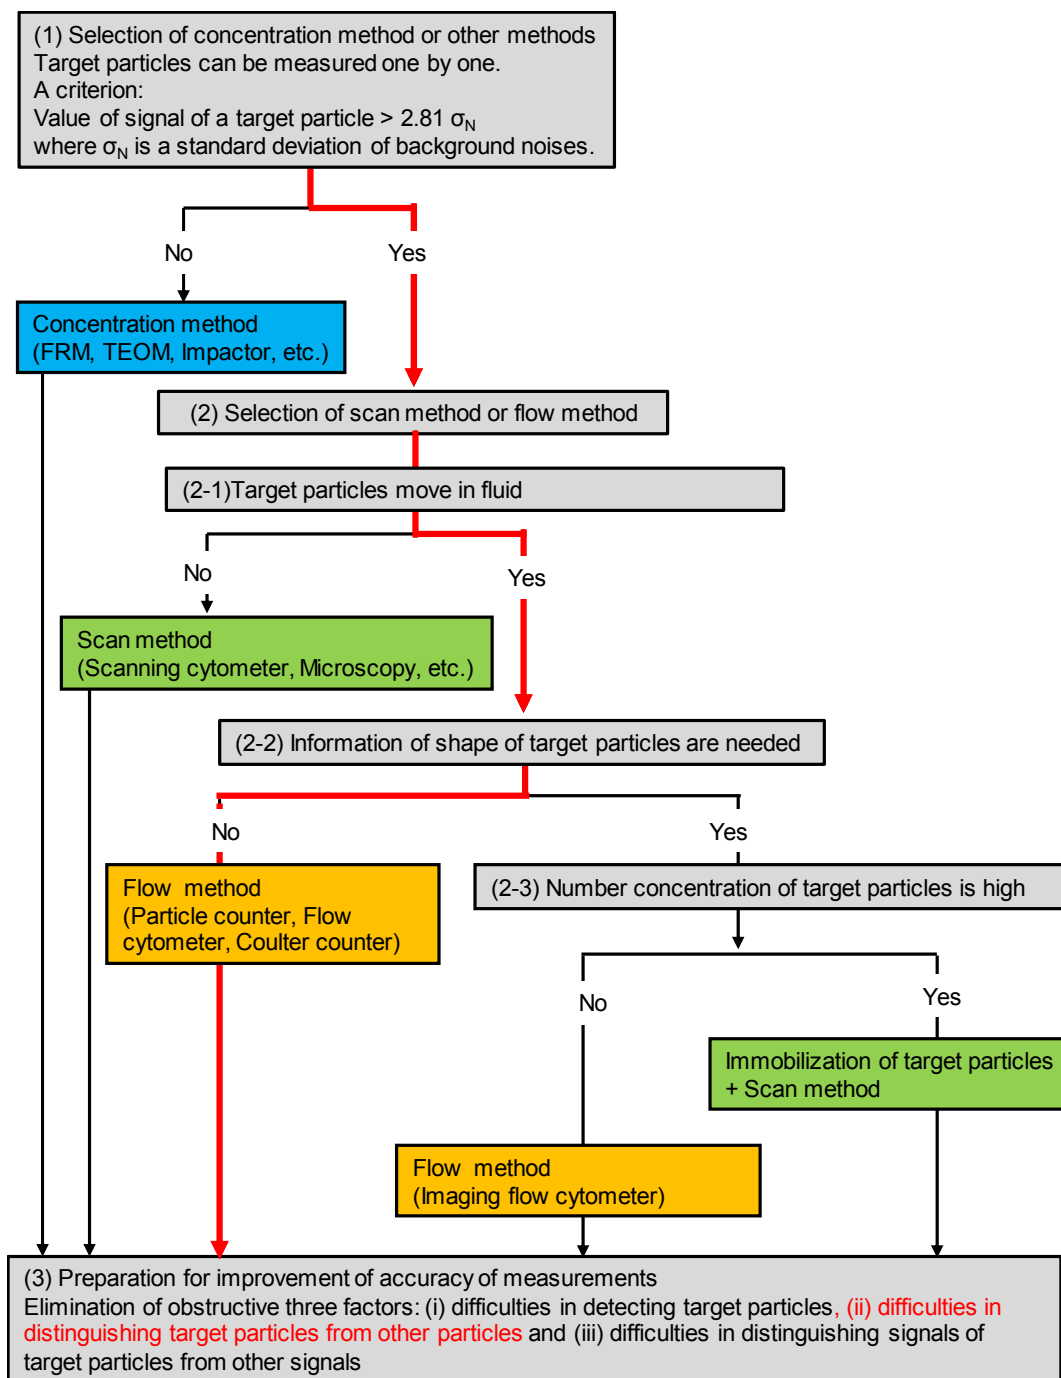 (1) Selection of concentration method or other methods
Target particles can be measured one by one.
A criterion:
Value of signal of a target particle > 2.81 σN
where σN is a standard deviation of background noises.
No
Yes
Concentration method
(FRM, TEOM, Impactor, etc.)
(2) Selection of scan method or flow method
(2-1)Target particles move in fluid
No
Yes
Scan method
(Scanning cytometer, Microscopy, etc.)
(2-2) Information of shape of target particles are needed
No
Yes
Flow method
(Particle counter, Flow
cytometer, Coulter counter)
(2-3) Number concentration of target particles is high
No
Yes
Immobilization of target particles
+ Scan method
Flow method
(Imaging flow cytometer)
(3) Preparation for improvement of accuracy of measurements
Elimination of obstructive three factors: (i) difficulties in detecting target particles, (ii) difficulties in
distinguishing target particles from other particles and (iii) difficulties in distinguishing signals of
target particles from other signals